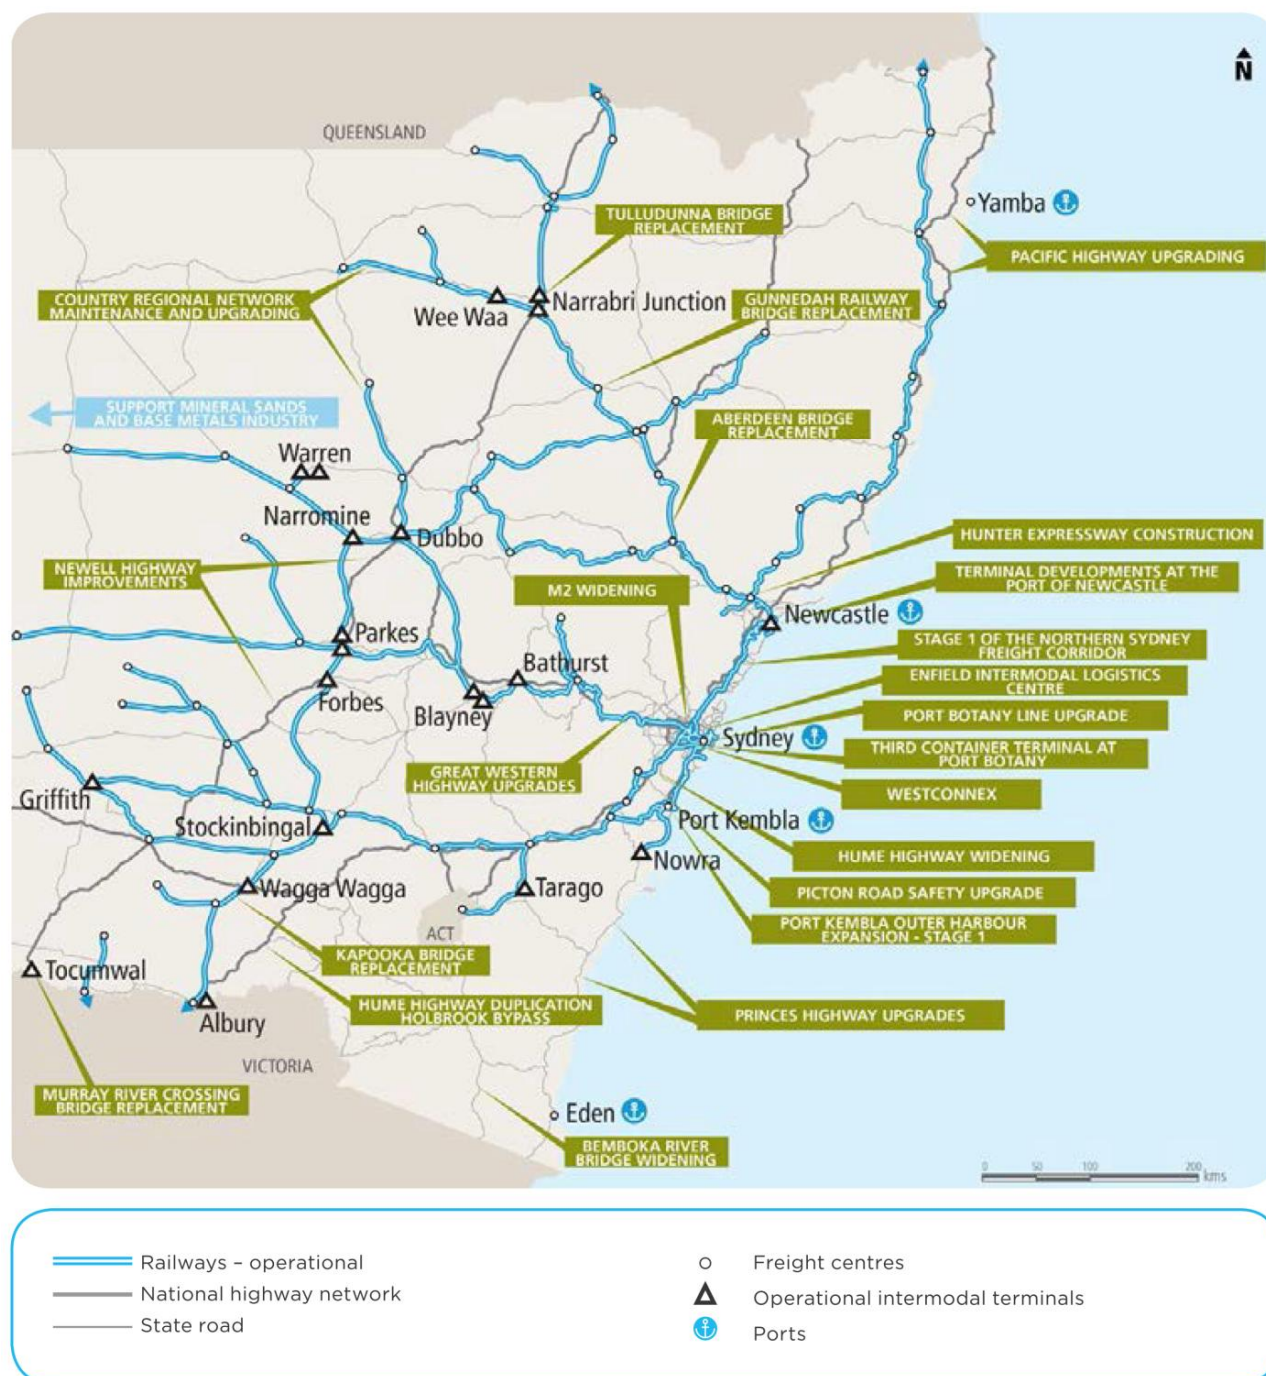 N
QUEENSLAND
Yamba
TULLUDUNNA BRIDGE
REPLACEMENT
PACIFIC HIGHWAY UPGRADING
COUNTRY REGIONAL NETWORK
MAINTENANCE AND UPGRADING
Wee Waa
Narrabri Junction
GUNNEDAH RAILWAY
BRIDGE REPLACEMENT
SUPPORT MINERAL SANDS
AND BASE METALS INDUSTRY
ABERDEEN BRIDGE
REPLACEMENT
Warren
Narromine
Dubbo
HUNTER EXPRESSWAY CONSTRUCTION
NEWELL HIGHWAY
IMPROVEMENTS
M2 WIDENING
TERMINAL DEVELOPMENTS AT THE
PORT OF NEWCASTLE
Newcastle
Parkes
STAGE 1 OF THE NORTHERN SYDNEY
FREIGHT CORRIDOR
Bathurst
ENFIELD INTERMODAL LOGISTICS
CENTRE
Forbes
Blayney
PORT BOTANY LINE UPGRADE
Sydney
THIRD CONTAINER TERMINAL AT
PORT BOTANY
GREAT WESTERN
HIGHWAY UPGRADES
WESTCONNEX
Griffith
Stockinbingal
Port Kembla
HUME HIGHWAY WIDENING
Nowra
Wagga Wagga
Tarago
PICTON ROAD SAFETY UPGRADE
ACT
PORT KEMBLA OUTER HARBOUR
EXPANSION - STAGE 1
KAPOOKA BRIDGE
REPLACEMENT
Tocumwal
HUME HIGHWAY DUPLICATION
HOLBROOK BYPASS
PRINCES HIGHWAY UPGRADES
Albury
VICTORIA
MURRAY RIVER CROSSING
BRIDGE REPLACEMENT
Eden
BEMBOKA RIVER
BRIDGE WIDENING
0 50 100 200
kms
Railways – operational
National highway network
State road
Freight centres
Operational intermodal terminals
Ports